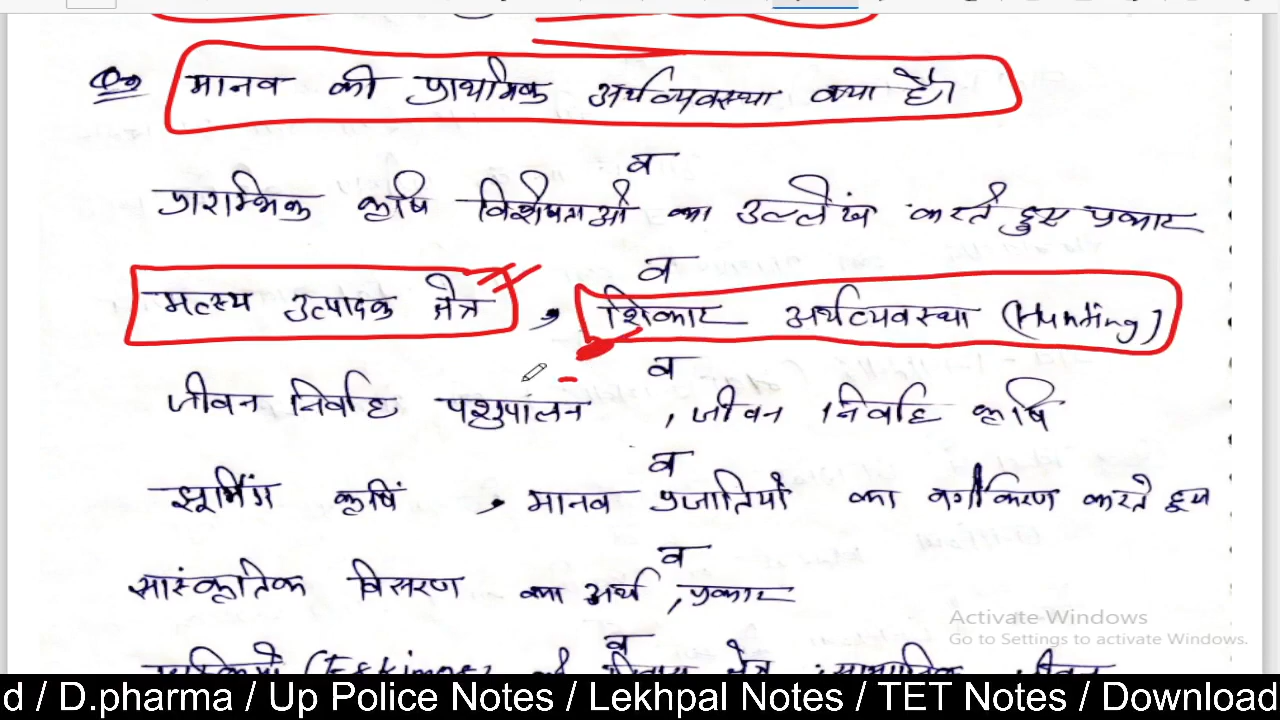 Q॰ मानव की प्राथमिक अर्थव्यवस्था क्या है।
व
प्रारम्भिक कृषि विशेषताओ का उल्लेख करते हुए प्रकार
व
मत्स्य उत्पादक क्षेत्र , शिकार अर्थव्यवस्था (Hunting)
व
जीवन निर्वाह पशुपालन , जीवन निर्वाह कृषि
व
झूमिंग कृषि , मानव प्रजातियो का वर्गीकरण करते हुए
व
सांस्कृतिक विसरण का अर्थ , प्रकार
व
Activate Windows
Go to Settings to activate Windows.
d / D.pharma / Up Police Notes / Lekhpal Notes / TET Notes / Download